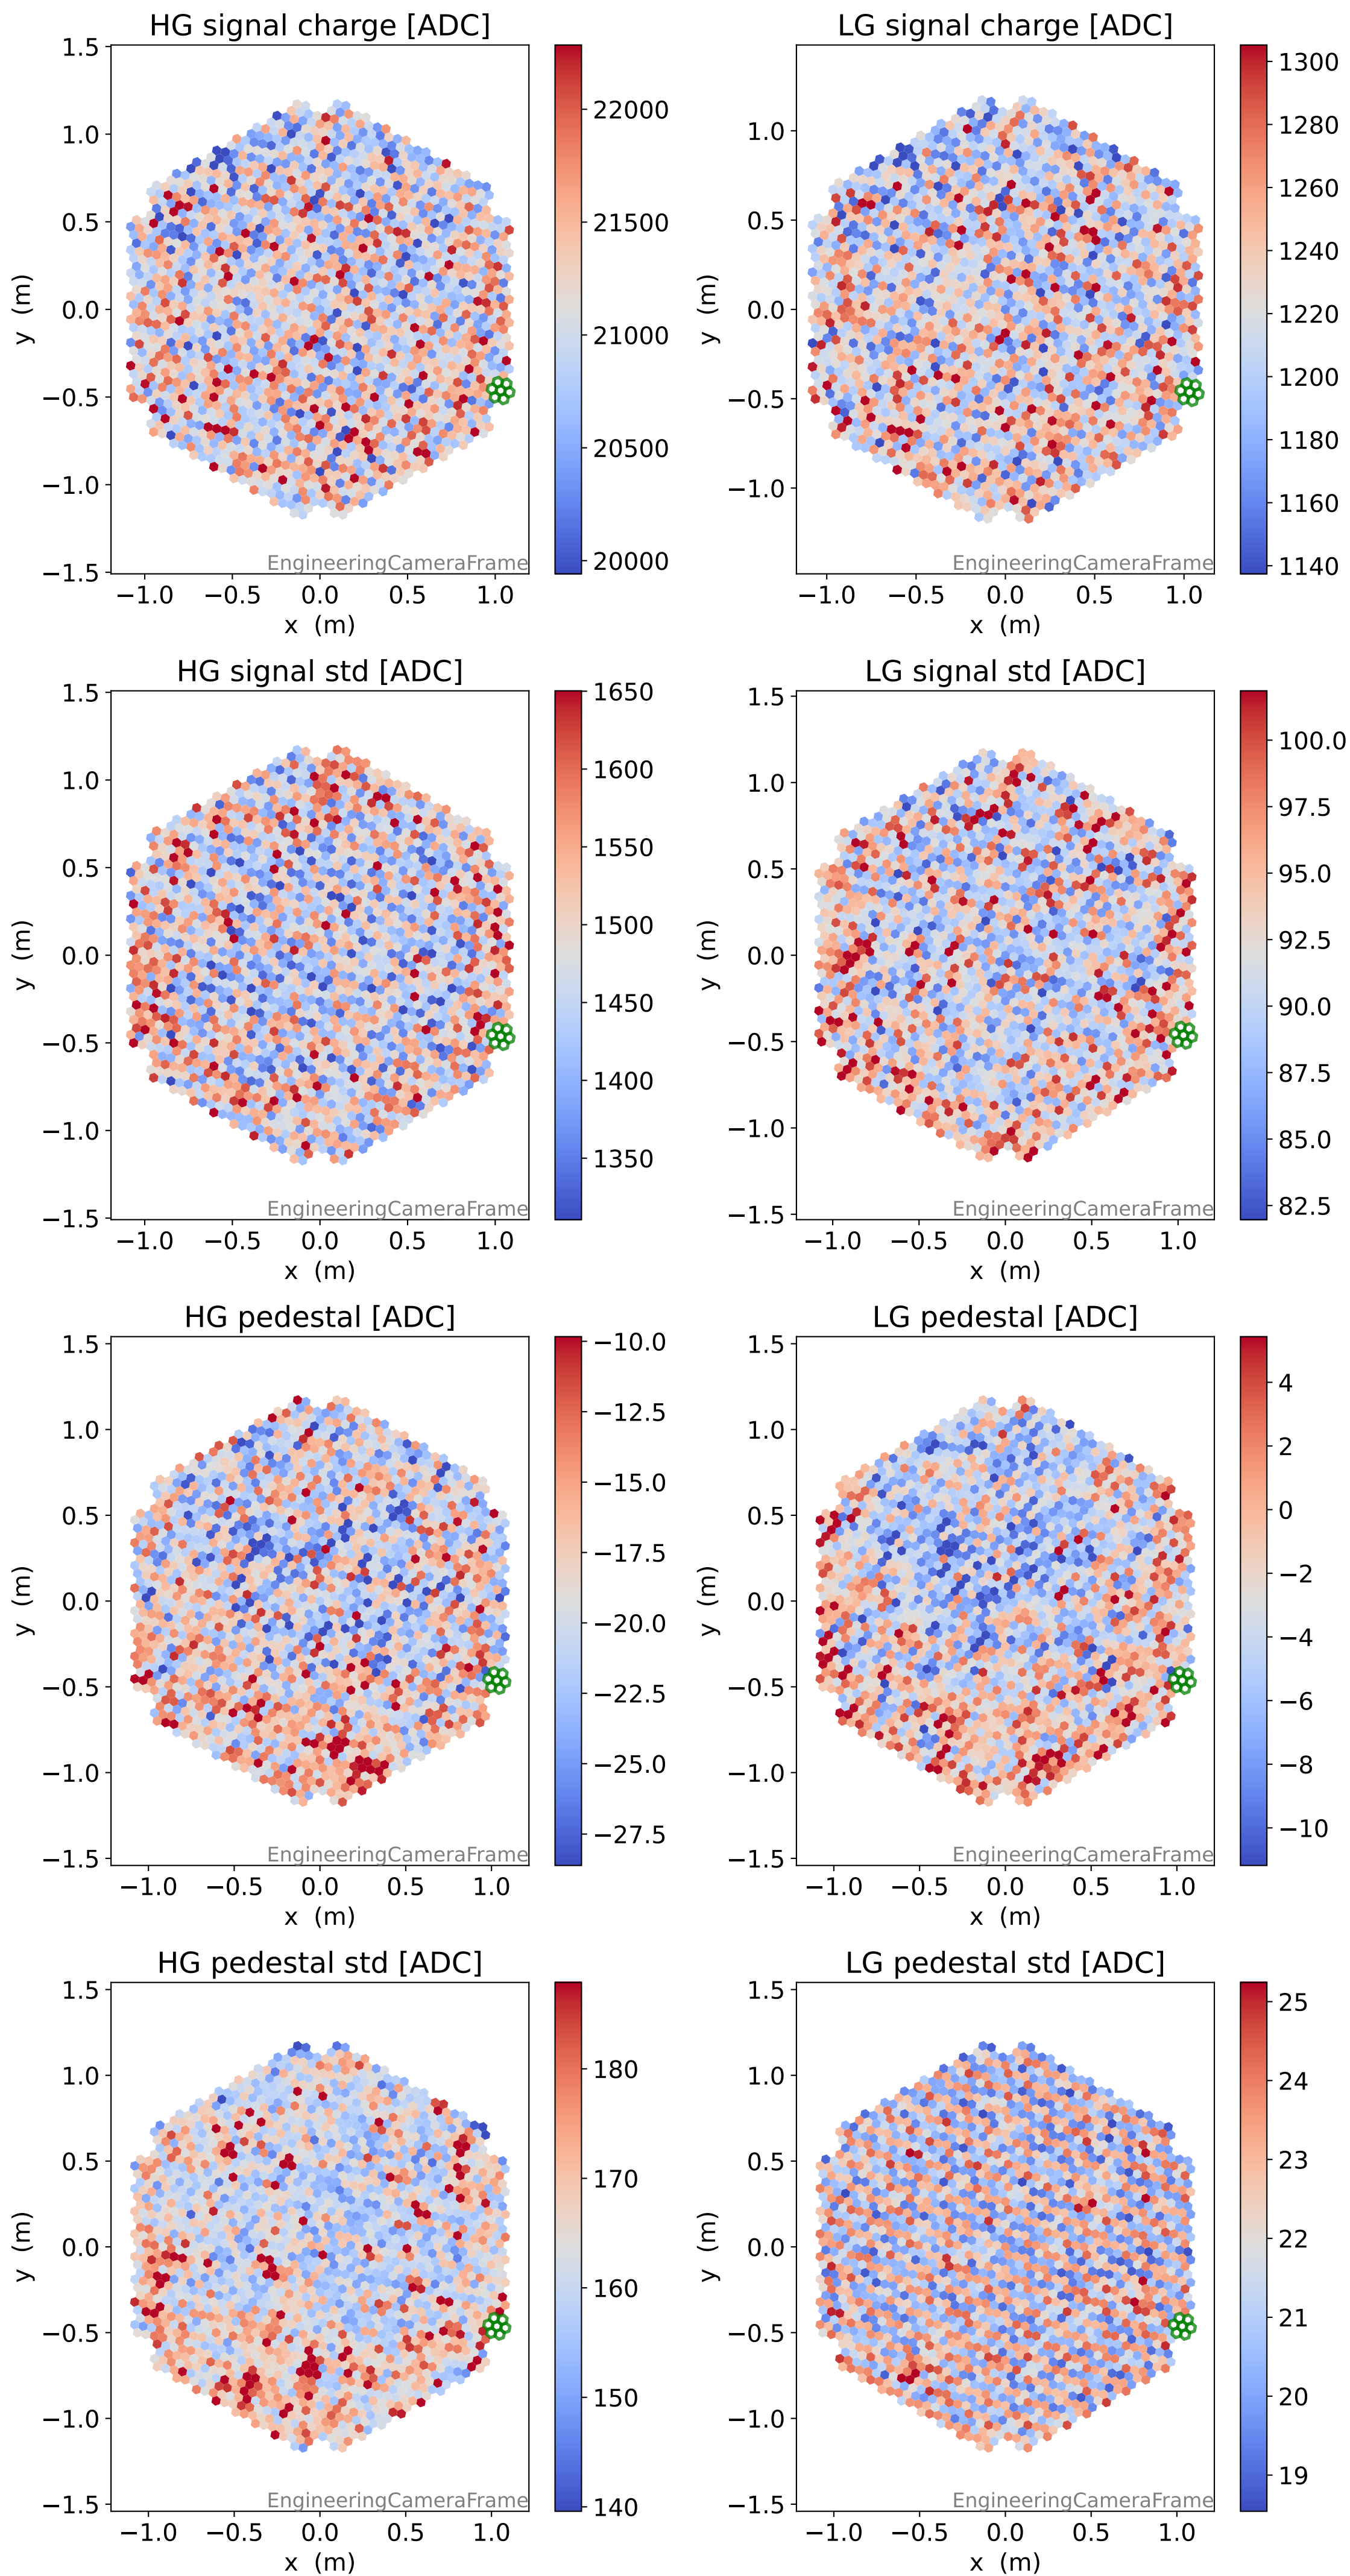 HG signal charge [ADC]
1.5
1.0
0.5
0.0
−0.5
−1.0
−1.5
y (m)
−1.0 −0.5 0.0 0.5 1.0
x (m)
EngineeringCameraFrame
22000
21500
21000
20500
20000
LG signal charge [ADC]
1.0
0.5
0.0
−0.5
−1.0
y (m)
−1.0 −0.5 0.0 0.5 1.0
x (m)
EngineeringCameraFrame
1300
1280
1260
1240
1220
1200
1180
1160
1140
HG signal std [ADC]
1.5
1.0
0.5
0.0
−0.5
−1.0
−1.5
y (m)
−1.0 −0.5 0.0 0.5 1.0
x (m)
EngineeringCameraFrame
1650
1600
1550
1500
1450
1400
1350
LG signal std [ADC]
1.5
1.0
0.5
0.0
−0.5
−1.0
−1.5
y (m)
−1.0 −0.5 0.0 0.5 1.0
x (m)
EngineeringCameraFrame
100.0
97.5
95.0
92.5
90.0
87.5
85.0
82.5
HG pedestal [ADC]
1.5
1.0
0.5
0.0
−0.5
−1.0
−1.5
y (m)
−1.0 −0.5 0.0 0.5 1.0
x (m)
EngineeringCameraFrame
−10.0
−12.5
−15.0
−17.5
−20.0
−22.5
−25.0
−27.5
LG pedestal [ADC]
1.5
1.0
0.5
0.0
−0.5
−1.0
−1.5
y (m)
−1.0 −0.5 0.0 0.5 1.0
x (m)
EngineeringCameraFrame
4
2
0
−2
−4
−6
−8
−10
HG pedestal std [ADC]
1.5
1.0
0.5
0.0
−0.5
−1.0
−1.5
y (m)
−1.0 −0.5 0.0 0.5 1.0
x (m)
EngineeringCameraFrame
180
170
160
150
140
LG pedestal std [ADC]
1.5
1.0
0.5
0.0
−0.5
−1.0
−1.5
y (m)
−1.0 −0.5 0.0 0.5 1.0
x (m)
EngineeringCameraFrame
25
24
23
22
21
20
19